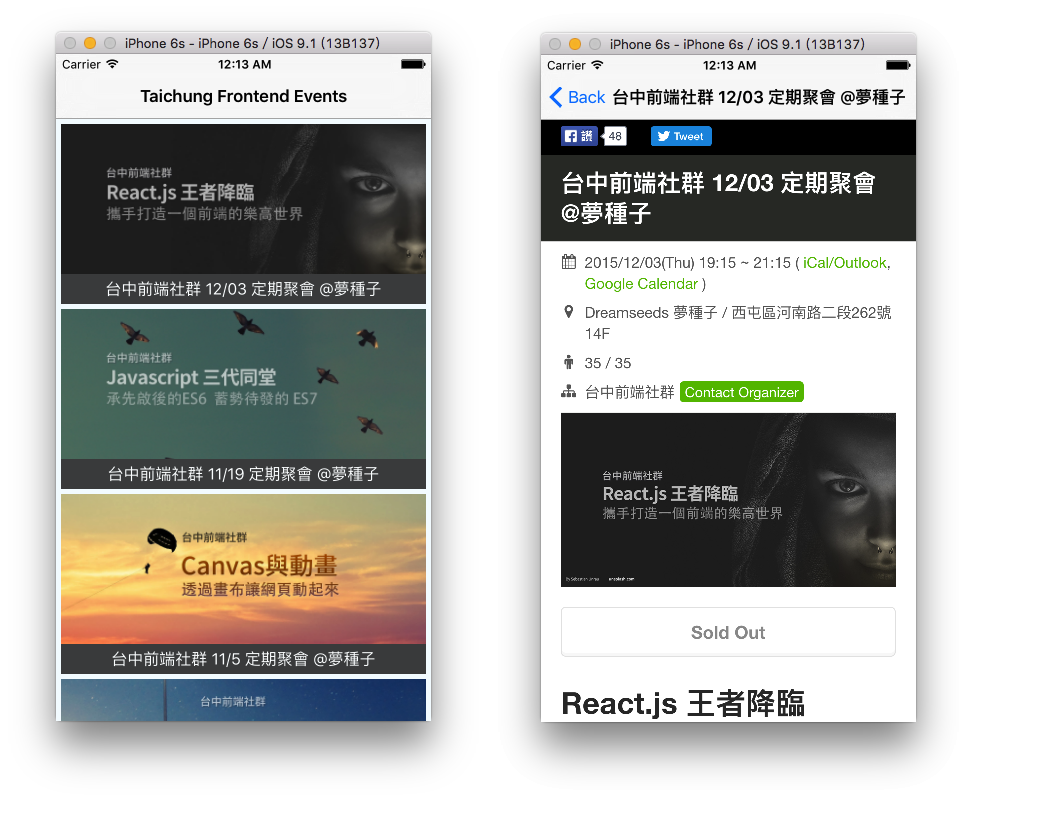 iPhone 6s - iPhone 6s / iOS 9.1 (13B137)
Carrier 12:13 AM
Taichung Frontend Events
台中前端社群
React.js 王者降臨
攜手打造一個前端的樂高世界
台中前端社群 12/03 定期聚會 @夢種子
台中前端社群
Javascript 三代同堂
承先啟後的ES6 蓄勢待發的 ES7
台中前端社群 11/19 定期聚會 @夢種子
台中前端社群
Canvas與動畫
透過畫布讓網頁動起來
台中前端社群 11/5 定期聚會 @夢種子
台中前端社群
iPhone 6s - iPhone 6s / iOS 9.1 (13B137)
Carrier 12:13 AM
Back 台中前端社群 12/03 定期聚會 @夢種子
讚 48 Tweet
台中前端社群 12/03 定期聚會
@夢種子
2015/12/03(Thu) 19:15 ~ 21:15 ( iCal/Outlook,
Google Calendar )
Dreamseeds 夢種子 / 西屯區河南路二段262號
14F
35 / 35
台中前端社群 Contact Organizer
台中前端社群
React.js 王者降臨
攜手打造一個前端的樂高世界
unsplash.com
Sold Out
React.js 王者降臨